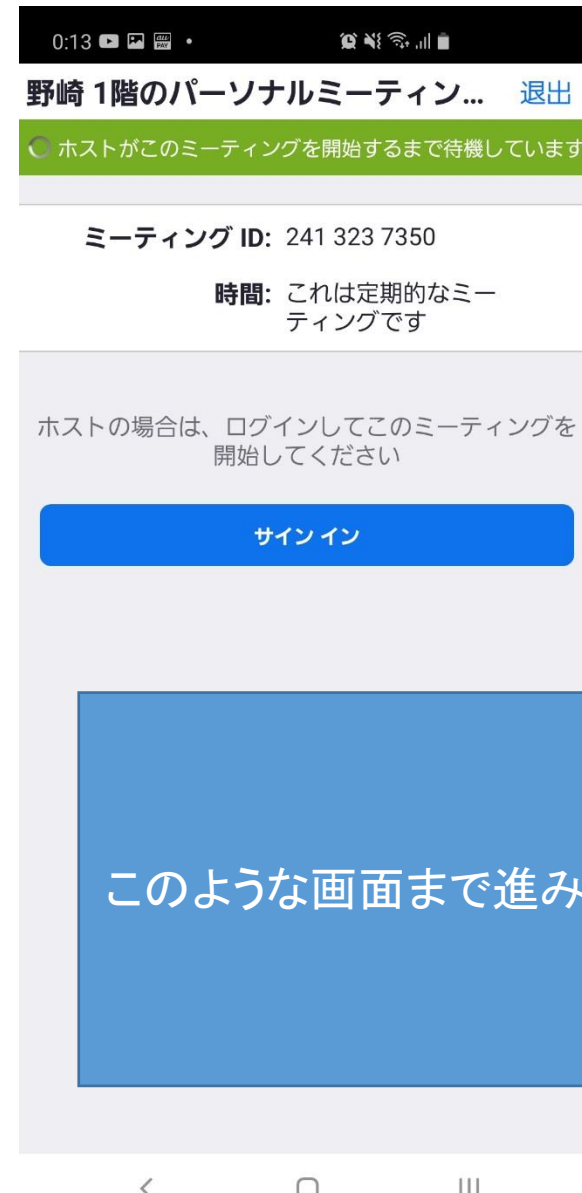 0:13
au PAY
野崎 1階のパーソナルミーティン... 退出
ホストがこのミーティングを開始するまで待機しています
ミーティング ID: 241 323 7350
時間: これは定期的なミー
ティングです
ホストの場合は、ログインしてこのミーティングを
開始してください
サイン イン
このような画面まで進み